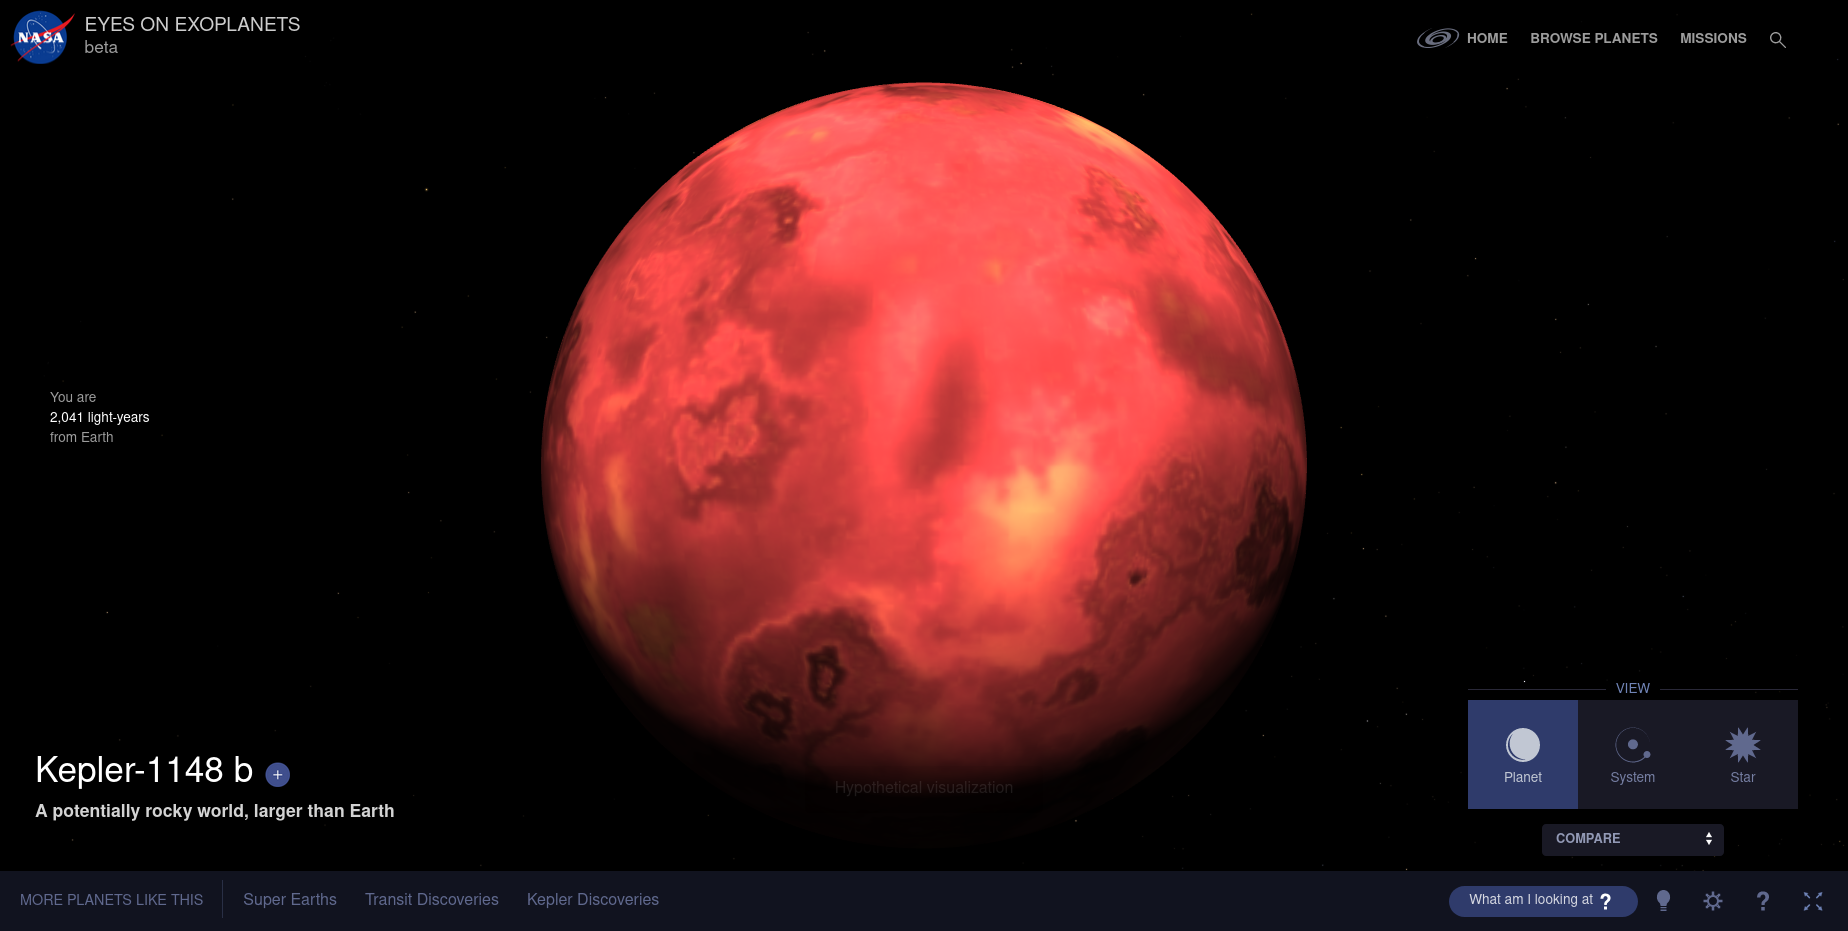 NASA
EYES ON EXOPLANETS
beta
HOME
BROWSE PLANETS
MISSIONS
You are
2,041 light-years
from Earth
Kepler-1148 b +
A potentially rocky world, larger than Earth
Hypothetical visualization
VIEW
Planet
System
Star
COMPARE
MORE PLANETS LIKE THIS
Super Earths
Transit Discoveries
Kepler Discoveries
What am I looking at ?
?